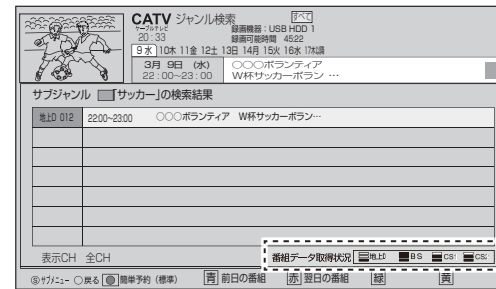 CATV ジャンル検索 すべて
ケーブルテレビ 録画機器：USB HDD 1
20：33 録画可能時間 45：22
9水 10木 11金 12土 13日 14月 15火 16水 17木
3月 9日 (水) ○○○ボランティア
22：00~23：00 W杯サッカーボラン …
サブジャンル 「サッカー」の検索結果
地上D 012 22:00~23:00 ○○○ボランティア W杯サッカーボラン…
表示CH 全CH 番組データ取得状況 地上D BS CS1 CS2
Ⓢサブメニュー ○戻る 簡単予約（標準） 青 前日の番組 赤 翌日の番組 緑 黄